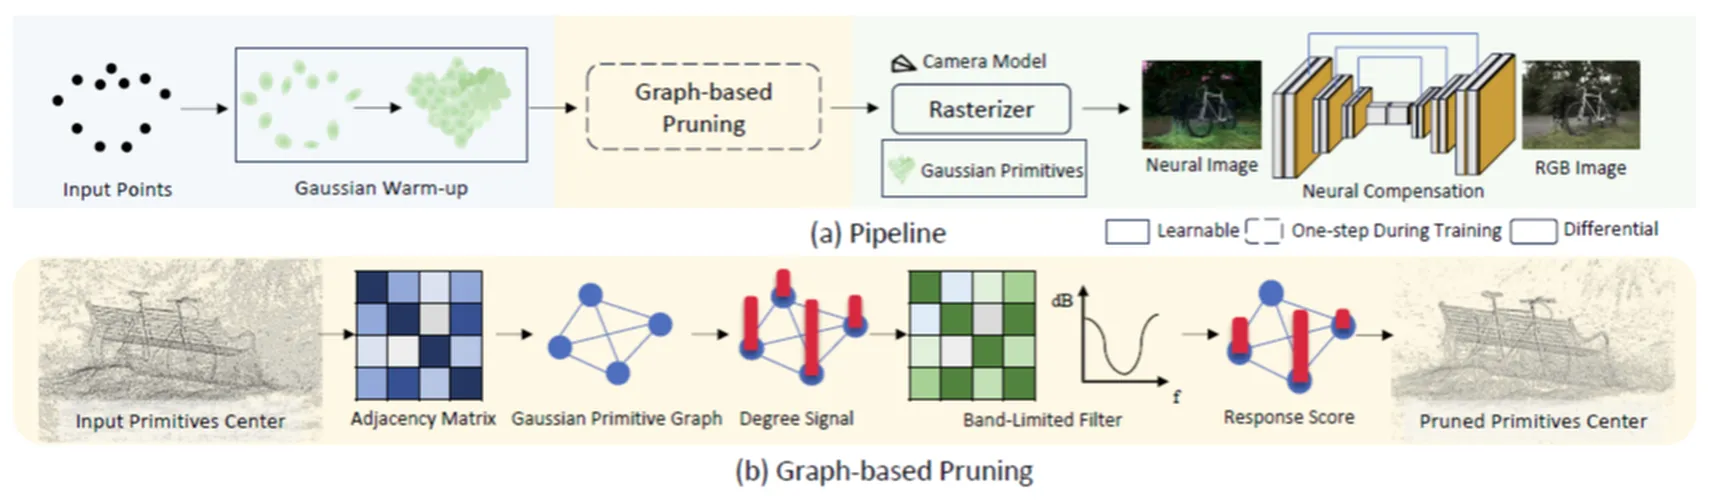 Input Points
Gaussian Warm-up
Graph-based
Pruning
Camera Model
Rasterizer
Gaussian Primitives
Neural Image
Neural Compensation
RGB Image
(a) Pipeline
Learnable
One-step During Training
Differential
Input Primitives Center
Adjacency Matrix
Gaussian Primitive Graph
Degree Signal
dB
f
Band-Limited Filter
Response Score
Pruned Primitives Center
(b) Graph-based Pruning